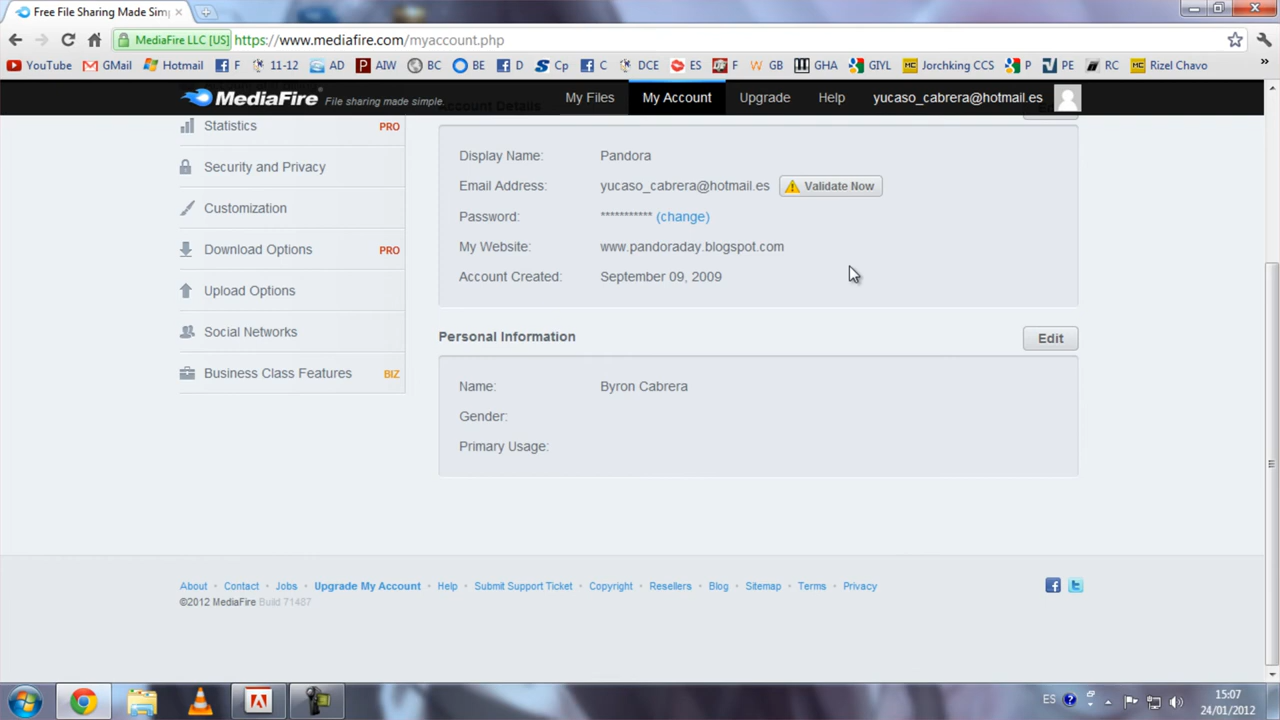 Free File Sharing Made Simp
MediaFire LLC [US] https://www.mediafire.com/myaccount.php
YouTube GMail Hotmail F 11-12 AD AIW BC BE D Cp C DCE ES F GB GHA GIYL Jorchking CCS P PE RC Rizel Chavo »
MediaFire File sharing made simple. My Files My Account Upgrade Help yucaso_cabrera@hotmail.es
Account Details
Statistics PRO
Security and Privacy
Customization
Download Options PRO
Upload Options
Social Networks
Business Class Features BIZ
Display Name: Pandora
Email Address: yucaso_cabrera@hotmail.es Validate Now
Password: *********** (change)
My Website: www.pandoraday.blogspot.com
Account Created: September 09, 2009
Personal Information Edit
Name: Byron Cabrera
Gender:
Primary Usage:
About • Contact • Jobs • Upgrade My Account • Help • Submit Support Ticket • Copyright • Resellers • Blog • Sitemap • Terms • Privacy
©2012 MediaFire Build 71487
ES 15:07
24/01/2012